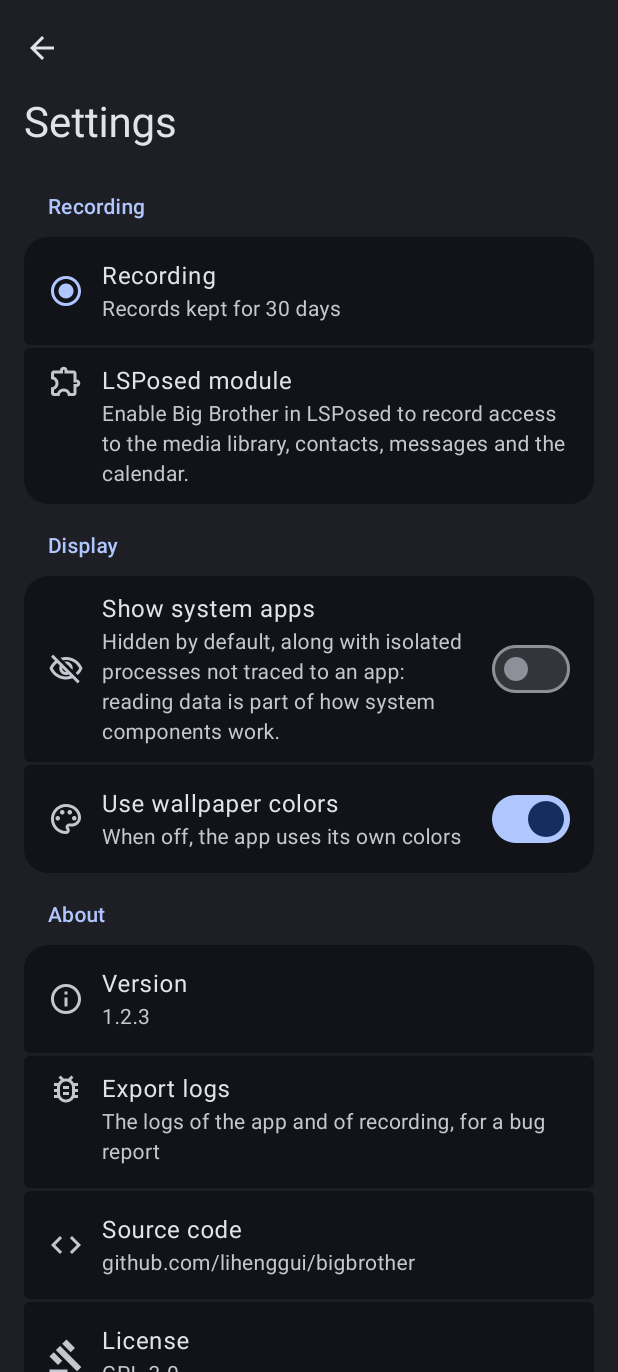 Settings
Recording
Recording
Records kept for 30 days
LSPosed module
Enable Big Brother in LSPosed to record access
to the media library, contacts, messages and the
calendar.
Display
Show system apps
Hidden by default, along with isolated
processes not traced to an app:
reading data is part of how system
components work.
Use wallpaper colors
When off, the app uses its own colors
About
Version
1.2.3
Export logs
The logs of the app and of recording, for a bug
report
Source code
github.com/lihenggui/bigbrother
License